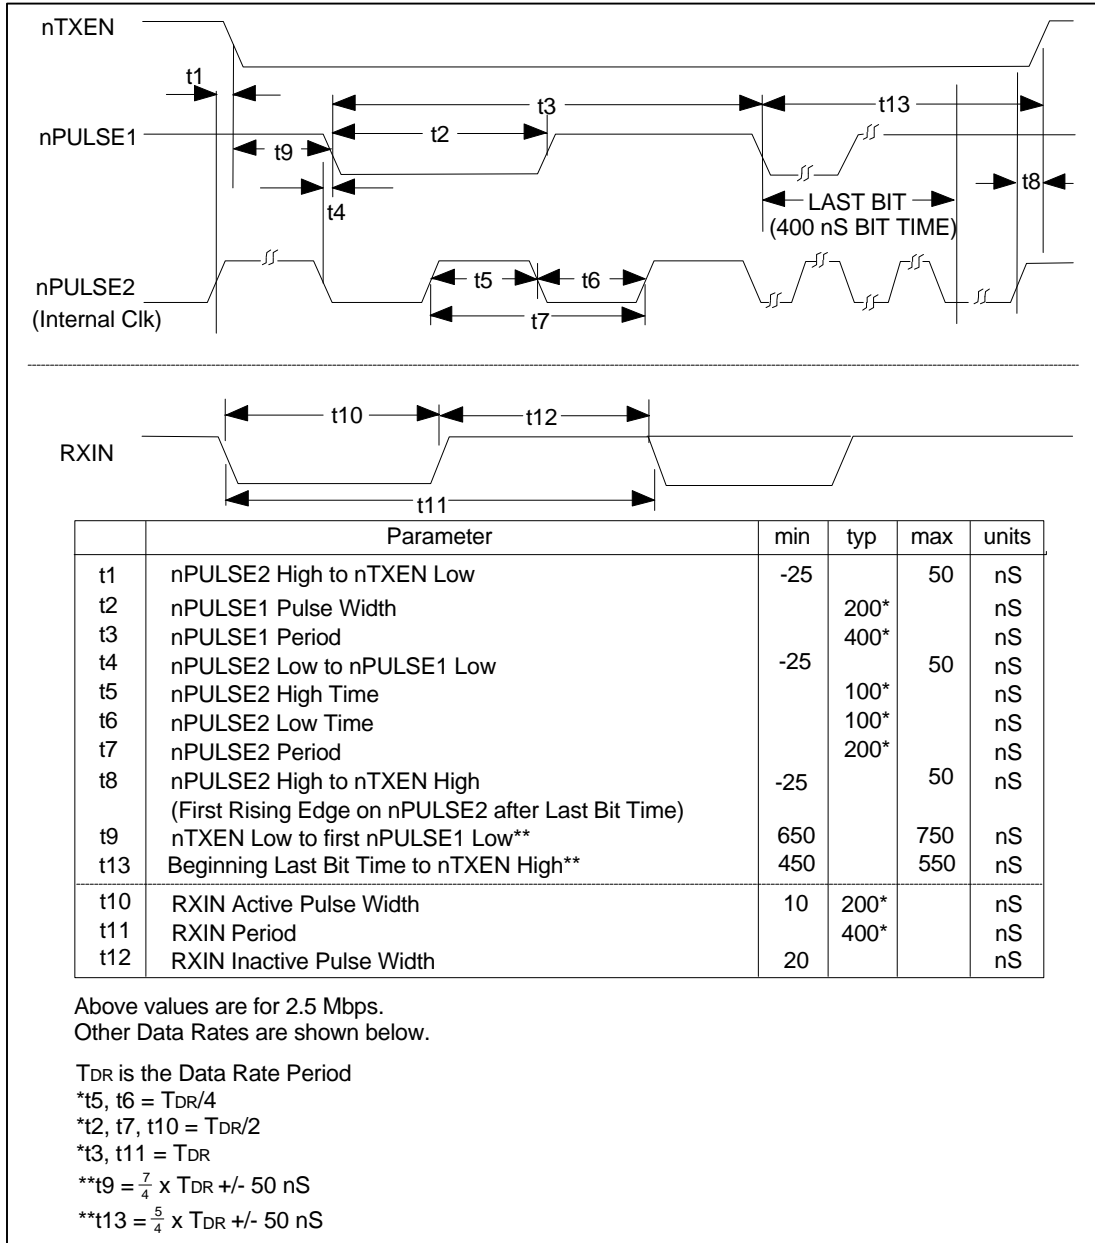 nTXEN
t1
t3
t13
nPULSE1
t2
t9
t8
t4
LAST BIT
(400 nS BIT TIME)
nPULSE2
(Internal Clk)
t5
t6
t7
t10
t12
RXIN
t11
Parameter min typ max units
t1 nPULSE2 High to nTXEN Low -25 50 nS
t2 nPULSE1 Pulse Width 200* nS
t3 nPULSE1 Period 400* nS
t4 nPULSE2 Low to nPULSE1 Low -25 50 nS
t5 nPULSE2 High Time 100* nS
t6 nPULSE2 Low Time 100* nS
t7 nPULSE2 Period 200* nS
t8 nPULSE2 High to nTXEN High -25 50 nS
(First Rising Edge on nPULSE2 after Last Bit Time)
t9 nTXEN Low to first nPULSE1 Low** 650 750 nS
t13 Beginning Last Bit Time to nTXEN High** 450 550 nS
t10 RXIN Active Pulse Width 10 200* nS
t11 RXIN Period 400* nS
t12 RXIN Inactive Pulse Width 20 nS
Above values are for 2.5 Mbps.
Other Data Rates are shown below.
TDR is the Data Rate Period
*t5, t6 = TDR/4
*t2, t7, t10 = TDR/2
*t3, t11 = TDR
**t9 = 7/4 x TDR +/- 50 nS
**t13 = 5/4 x TDR +/- 50 nS